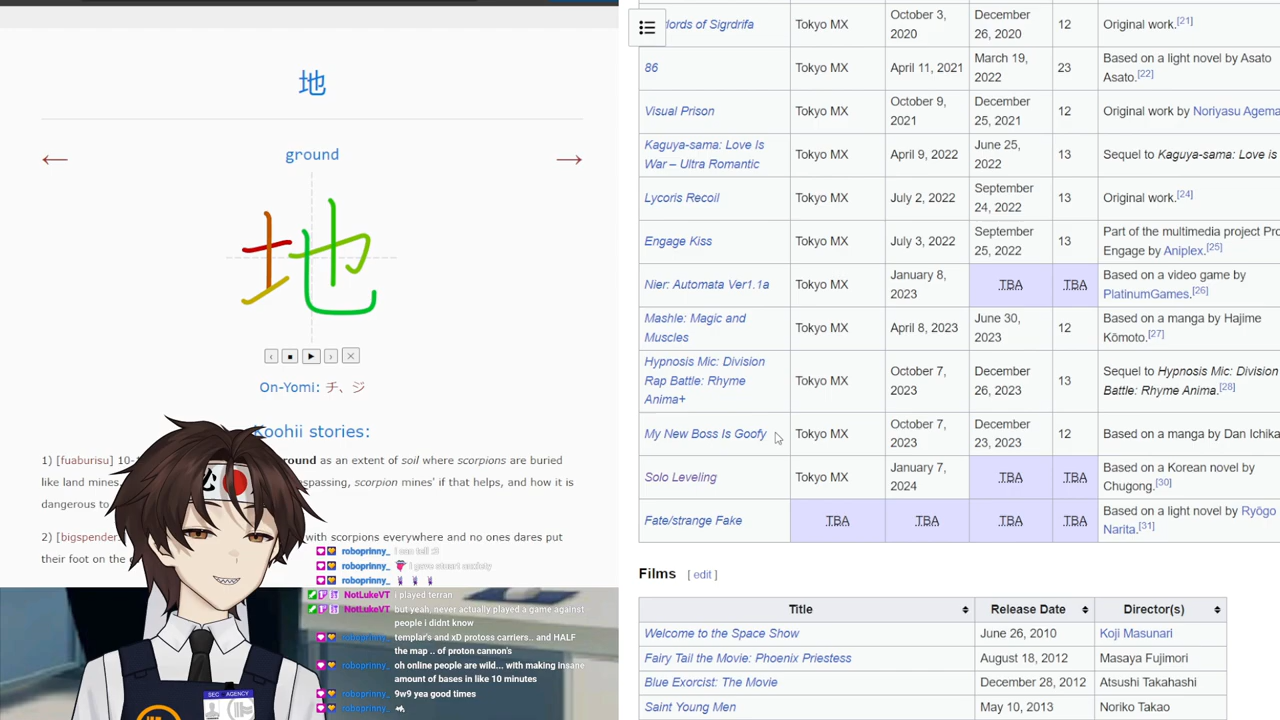 地
ground
On-Yomi: チ、ジ
Koohii stories:
1) [fuaburisu] 10-
ound as an extent of soil where scorpions are buried
like land mines.
spassing, scorpion mines' if that helps, and how it is
dangerous to
2) [bigspender
with scorpions everywhere and no ones dares put
their foot on the
roboprinny_ i can tell :3
roboprinny_ i gave stuart anxiety
roboprinny_
NotLukeVT i played terran
NotLukeVT but yeah, never actually played a game against
people i didnt know
roboprinny_ templar's and xD protoss carriers.. and HALF
the map .. of proton cannon's
roboprinny_ oh online people are wild... with making insane
amount of bases in like 10 minutes
roboprinny_ 9w9 yea good times
roboprinny_
SEC AGENCY
lords of Sigrdrifa Tokyo MX October 3, 2020 December 26, 2020 12 Original work.[21]
86 Tokyo MX April 11, 2021 March 19, 2022 23 Based on a light novel by Asato Asato.[22]
Visual Prison Tokyo MX October 9, 2021 December 25, 2021 12 Original work by Noriyasu Agema
Kaguya-sama: Love Is War – Ultra Romantic Tokyo MX April 9, 2022 June 25, 2022 13 Sequel to Kaguya-sama: Love is
Lycoris Recoil Tokyo MX July 2, 2022 September 24, 2022 13 Original work.[24]
Engage Kiss Tokyo MX July 3, 2022 September 25, 2022 13 Part of the multimedia project Pro Engage by Aniplex.[25]
Nier: Automata Ver1.1a Tokyo MX January 8, 2023 TBA TBA Based on a video game by PlatinumGames.[26]
Mashle: Magic and Muscles Tokyo MX April 8, 2023 June 30, 2023 12 Based on a manga by Hajime Kōmoto.[27]
Hypnosis Mic: Division Rap Battle: Rhyme Anima+ Tokyo MX October 7, 2023 December 26, 2023 13 Sequel to Hypnosis Mic: Division Battle: Rhyme Anima.[28]
My New Boss Is Goofy Tokyo MX October 7, 2023 December 23, 2023 12 Based on a manga by Dan Ichika
Solo Leveling Tokyo MX January 7, 2024 TBA TBA Based on a Korean novel by Chugong.[30]
Fate/strange Fake TBA TBA TBA TBA Based on a light novel by Ryōgo Narita.[31]
Films [edit]
Title Release Date Director(s)
Welcome to the Space Show June 26, 2010 Koji Masunari
Fairy Tail the Movie: Phoenix Priestess August 18, 2012 Masaya Fujimori
Blue Exorcist: The Movie December 28, 2012 Atsushi Takahashi
Saint Young Men May 10, 2013 Noriko Takao